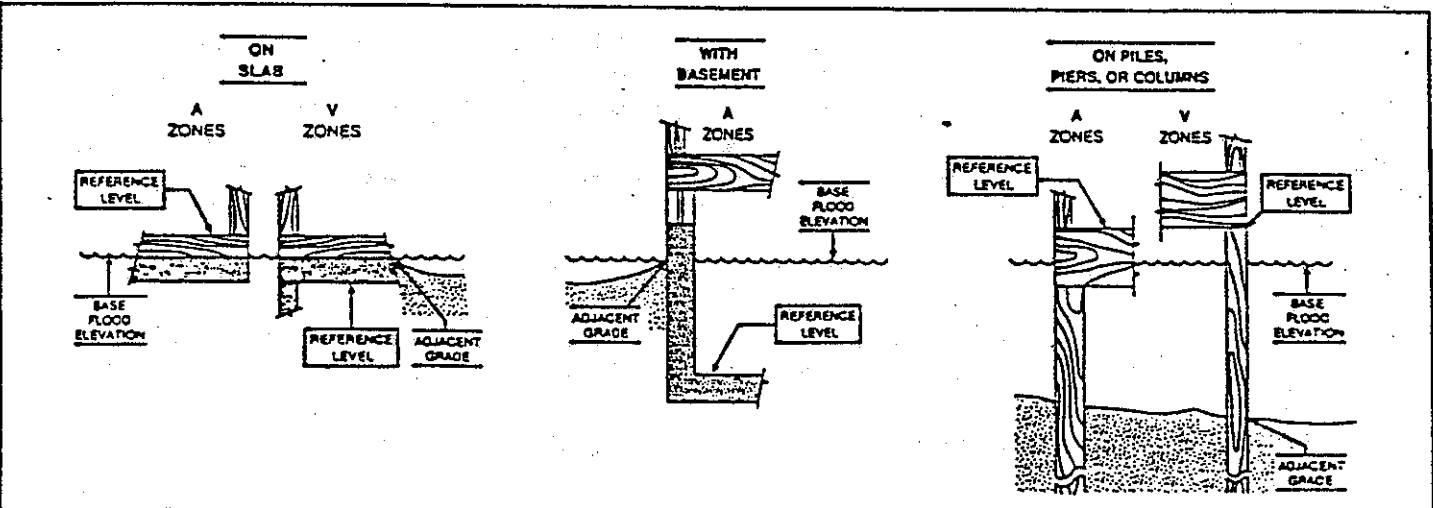 ON
SLAB
A
ZONES
V
ZONES
REFERENCE
LEVEL
BASE
FLOOD
ELEVATION
REFERENCE
LEVEL
ADJACENT
GRADE
WITH
BASEMENT
A
ZONES
BASE
FLOOD
ELEVATION
ADJACENT
GRADE
REFERENCE
LEVEL
ON PILES,
PIERS, OR COLUMNS
A
ZONES
V
ZONES
REFERENCE
LEVEL
REFERENCE
LEVEL
BASE
FLOOD
ELEVATION
ADJACENT
GRADE